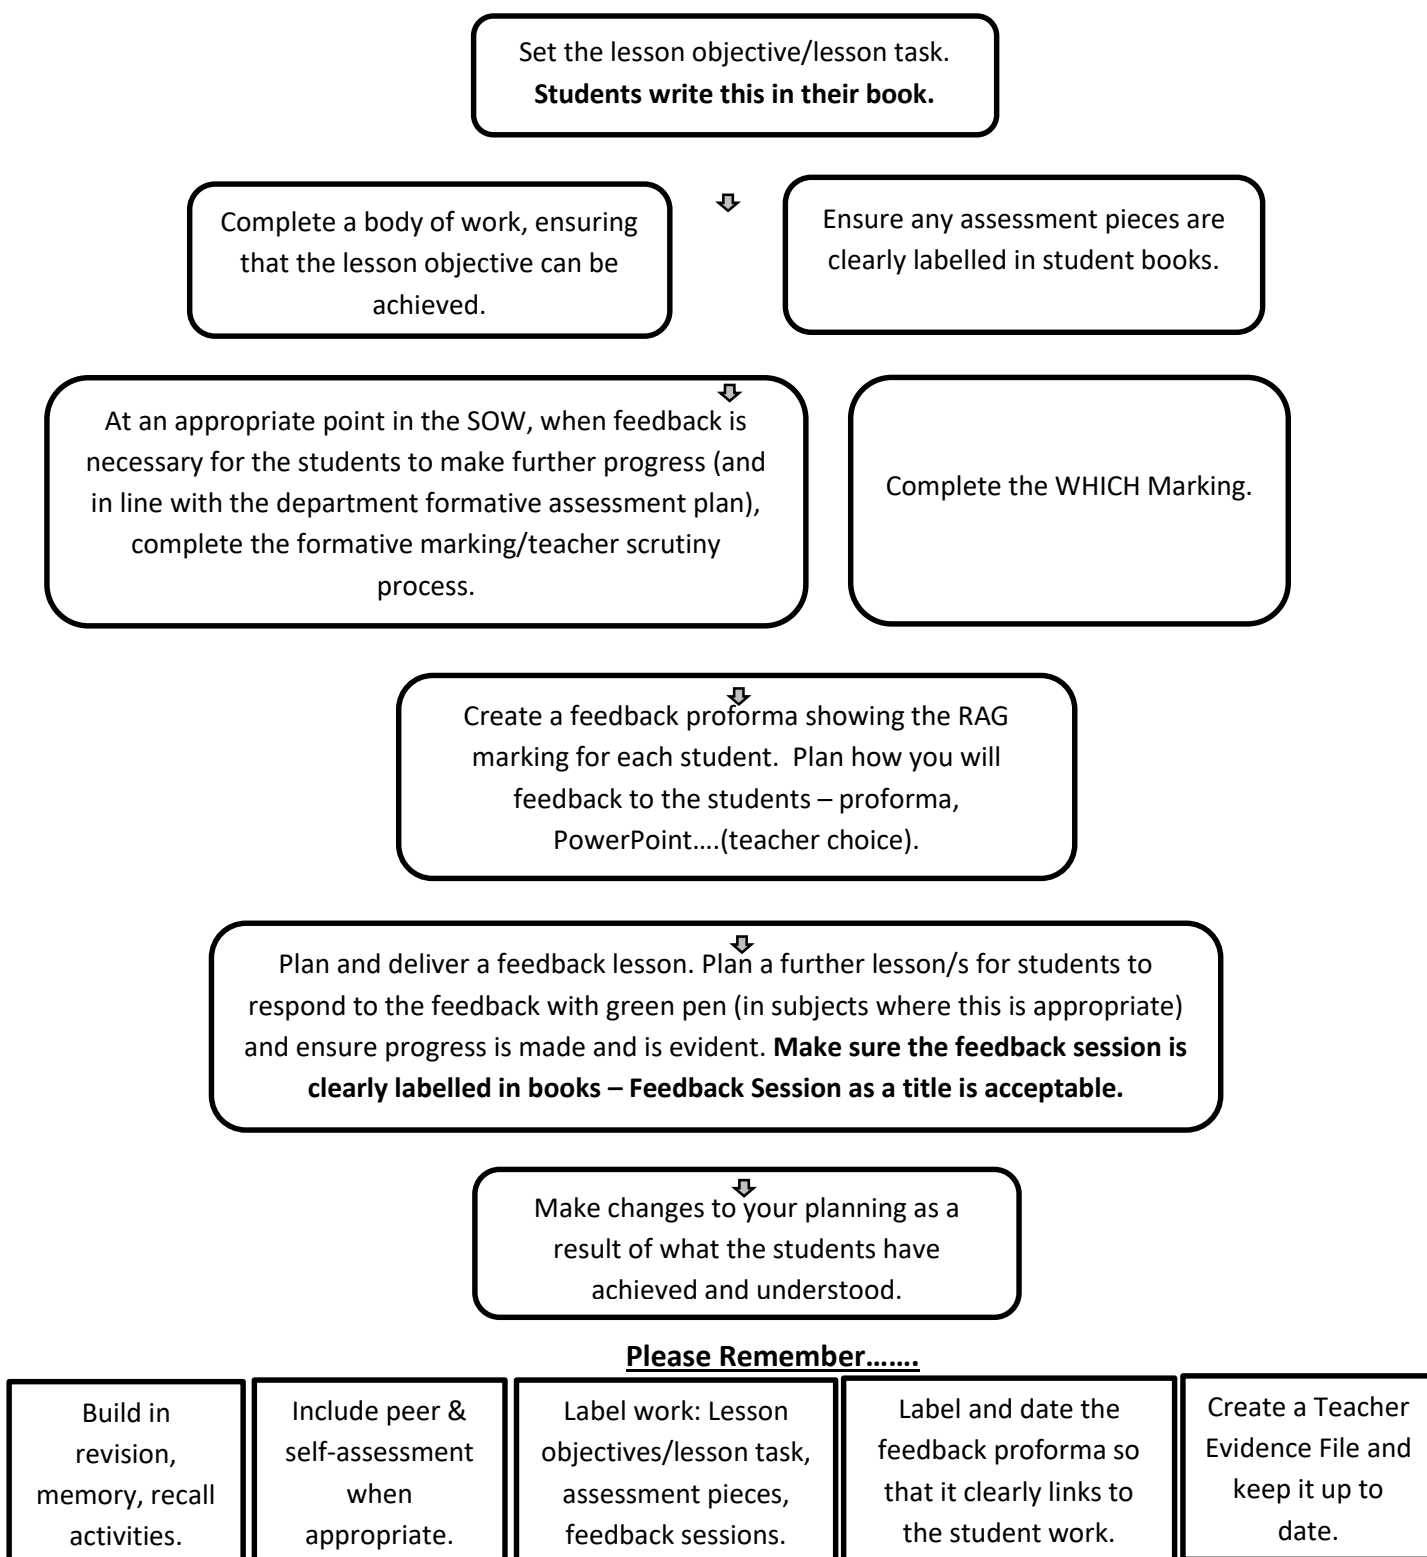 Set the lesson objective/lesson task.
Students write this in their book.
Complete a body of work, ensuring
that the lesson objective can be
achieved.
Ensure any assessment pieces are
clearly labelled in student books.
At an appropriate point in the SOW, when feedback is
necessary for the students to make further progress (and
in line with the department formative assessment plan),
complete the formative marking/teacher scrutiny
process.
Complete the WHICH Marking.
Create a feedback proforma showing the RAG
marking for each student.  Plan how you will
feedback to the students – proforma,
PowerPoint....(teacher choice).
Plan and deliver a feedback lesson. Plan a further lesson/s for students to
respond to the feedback with green pen (in subjects where this is appropriate)
and ensure progress is made and is evident. Make sure the feedback session is
clearly labelled in books – Feedback Session as a title is acceptable.
Make changes to your planning as a
result of what the students have
achieved and understood.
Please Remember…....
Build in
revision,
memory, recall
activities.
Include peer &
self-assessment
when
appropriate.
Label work: Lesson
objectives/lesson task,
assessment pieces,
feedback sessions.
Label and date the
feedback proforma so
that it clearly links to
the student work.
Create a Teacher
Evidence File and
keep it up to
date.